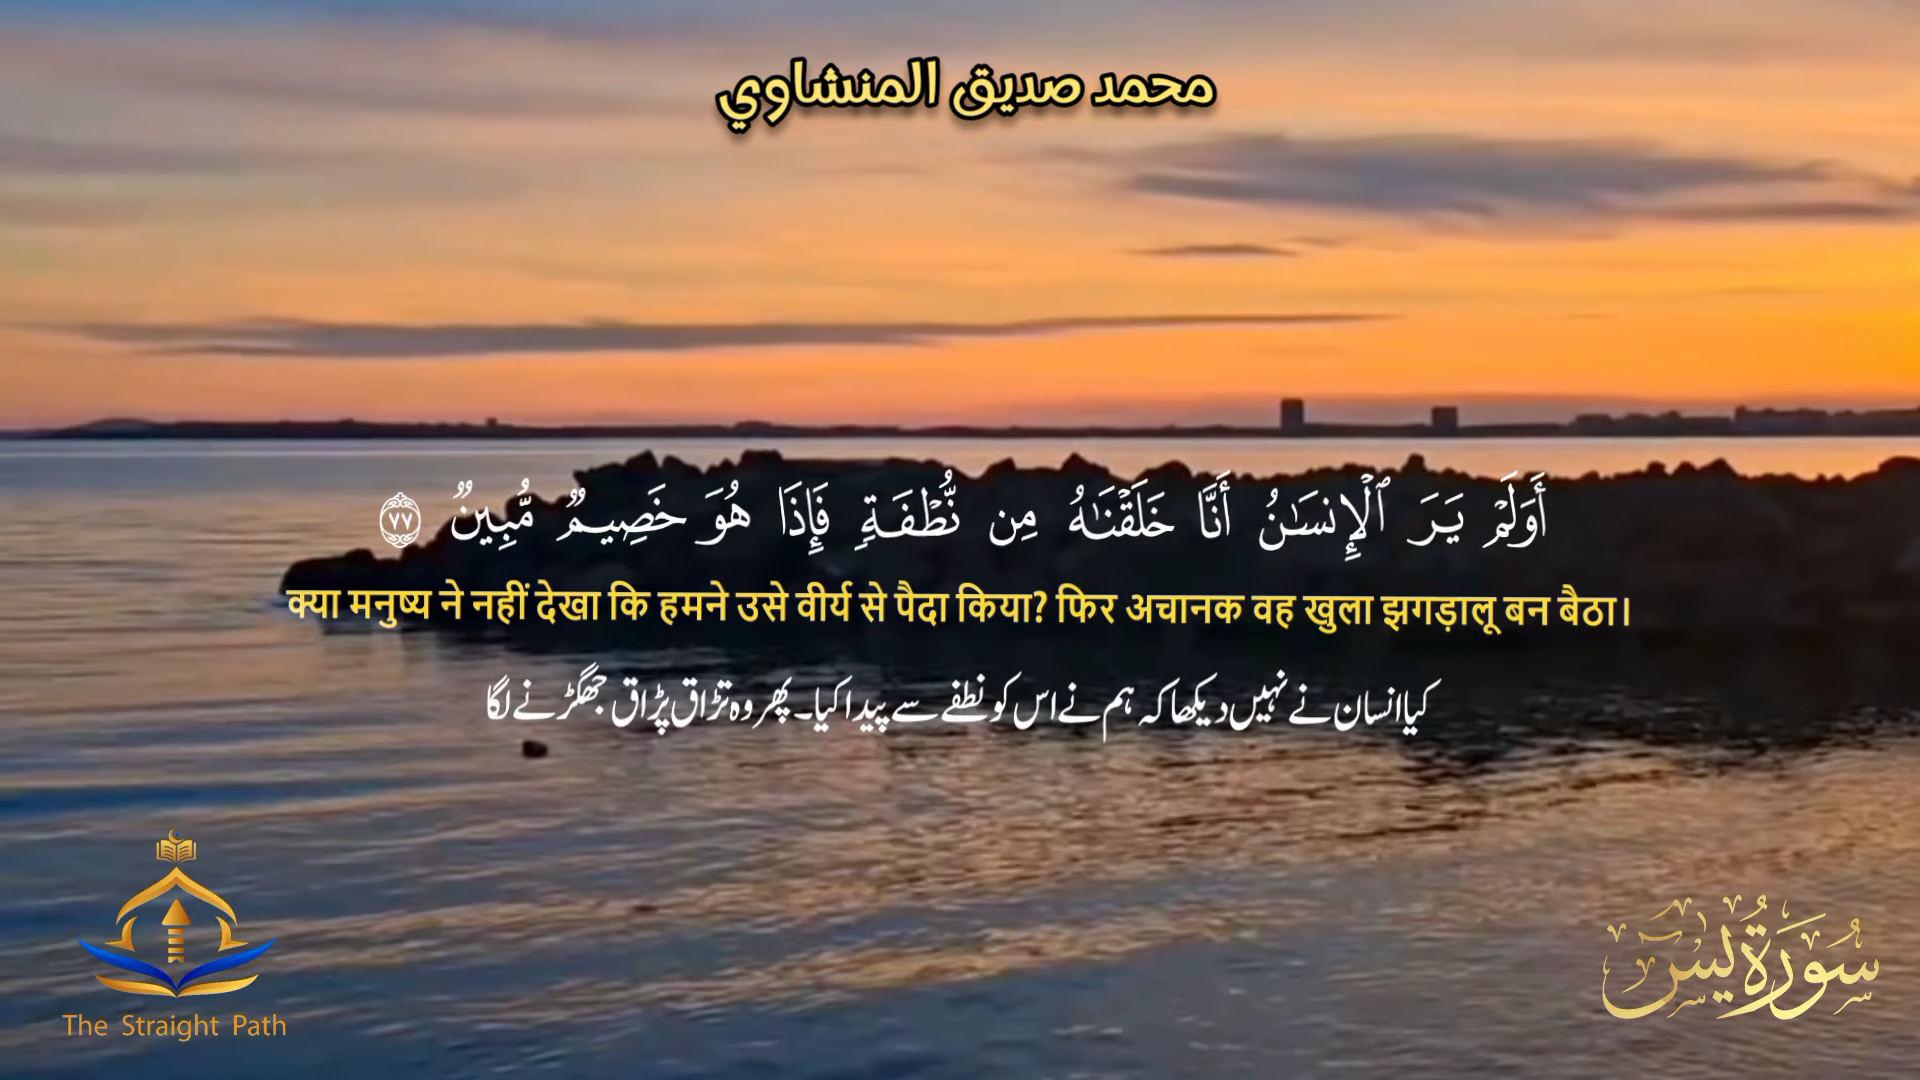 محمد صديق المنشاوي
أَوَلَمْ يَرَ ٱلْإِنسَـٰنُ أَنَّا خَلَقْنَـٰهُ مِن نُّطْفَةٍ فَإِذَا هُوَ خَصِيمٌ مُّبِينٌ ٧٧
क्या मनुष्य ने नहीं देखा कि हमने उसे वीर्य से पैदा किया? फिर अचानक वह खुला झगड़ालू बन बैठा।
کیا انسان نے نہیں دیکھا کہ ہم نے اس کو نطفے سے پیدا کیا۔ پھر وہ تڑاق پڑاق جھگڑنے لگا
The Straight Path
سُورَةُ يسٓ